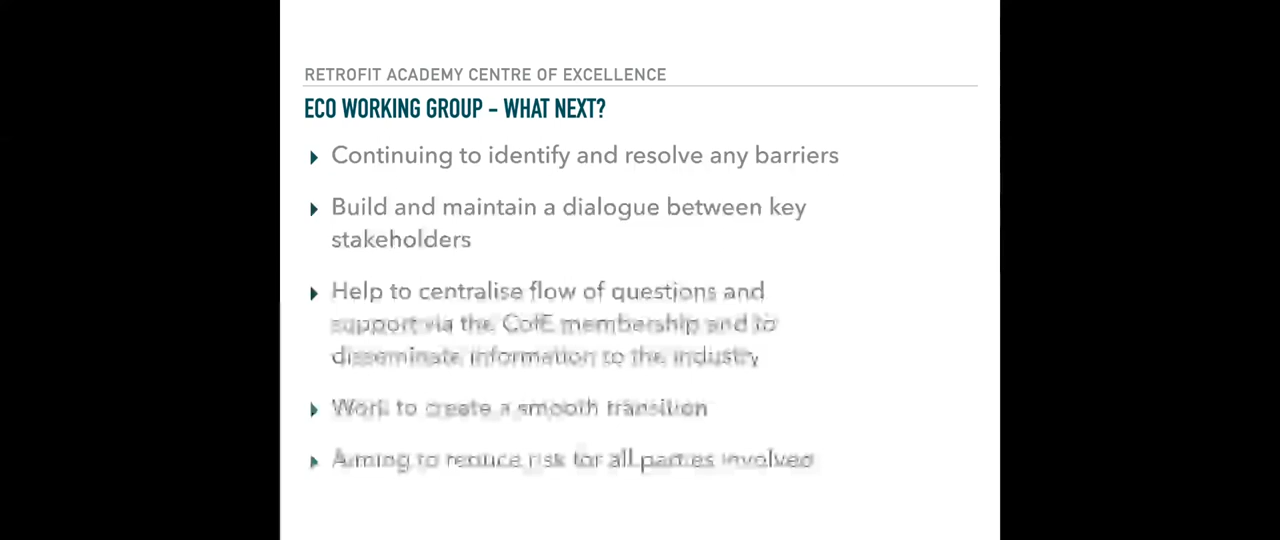 RETROFIT ACADEMY CENTRE OF EXCELLENCE
ECO WORKING GROUP – WHAT NEXT?
Continuing to identify and resolve any barriers
Build and maintain a dialogue between key
stakeholders
Help to centralise flow of questions and
support via the CofE membership and to
disseminate information to the industry
Work to create a smooth transition
Aiming to reduce risk for all parties involved